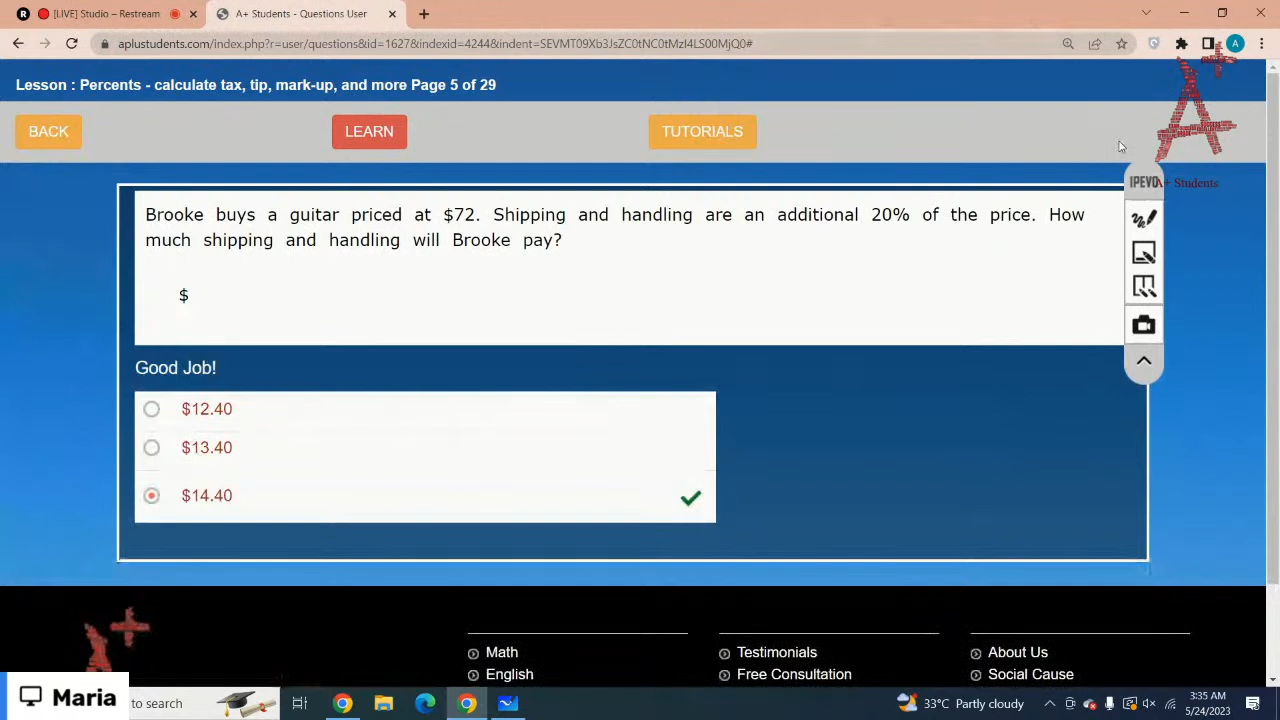 [LIVE] Studio – Restream
A+ Students - Questions User
aplustudents.com/index.php?r=user/questions&id=1627&indexid=4244&indent=SEVMT09Xb3JsZC0tNC0tMzI4LS00MjQ0#
Lesson : Percents - calculate tax, tip, mark-up, and more Page 5 of 29
BACK
LEARN
TUTORIALS
A+ Students
IPEVO
Brooke buys a guitar priced at $72. Shipping and handling are an additional 20% of the price. How
much shipping and handling will Brooke pay?
$
Good Job!
$12.40
$13.40
$14.40
Math
Testimonials
About Us
English
Free Consultation
Social Cause
Maria
to search
33°C Partly cloudy
3:35 AM
5/24/2023